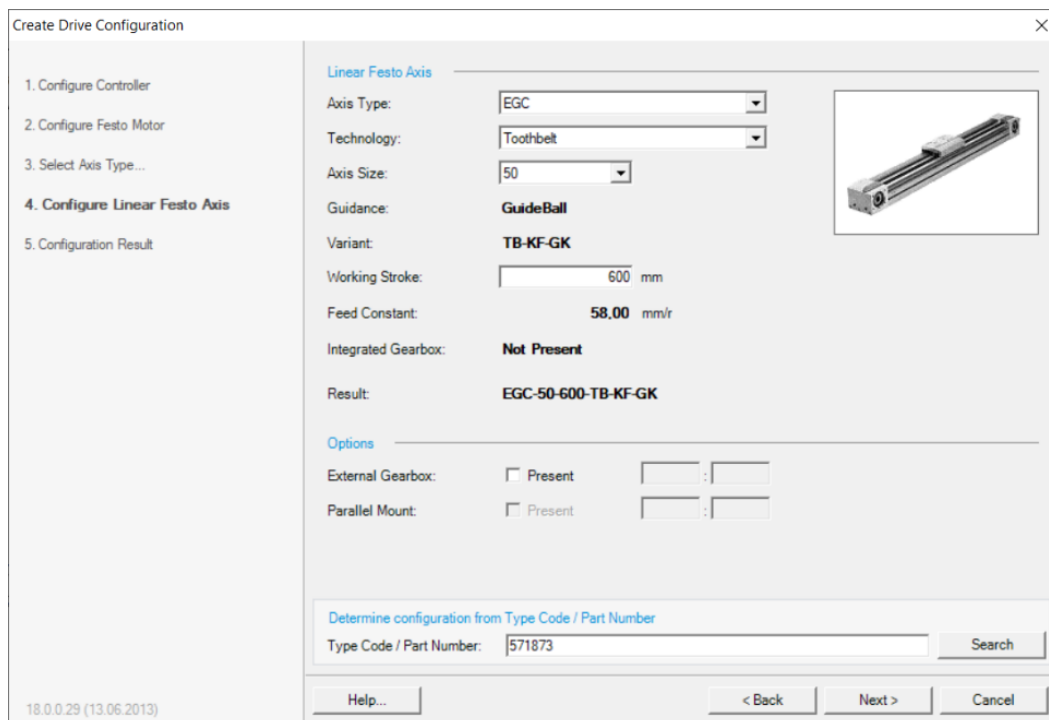 Create Drive Configuration
1. Configure Controller
2. Configure Festo Motor
3. Select Axis Type...
4. Configure Linear Festo Axis
5. Configuration Result
18.0.0.29 (13.06.2013)
Linear Festo Axis
Axis Type: EGC
Technology: Toothbelt
Axis Size: 50
Guidance: GuideBall
Variant: TB-KF-GK
Working Stroke: 600 mm
Feed Constant: 58,00 mm/r
Integrated Gearbox: Not Present
Result: EGC-50-600-TB-KF-GK
Options
External Gearbox: Present :
Parallel Mount: Present :
Determine configuration from Type Code / Part Number
Type Code / Part Number: 571873 Search
Help... < Back Next > Cancel